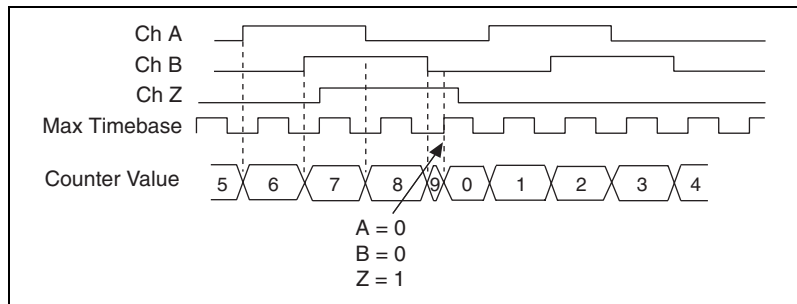 Ch A
Ch B
Ch Z
Max Timebase
Counter Value 5 6 7 8 9 0 1 2 3 4
A = 0
B = 0
Z = 1